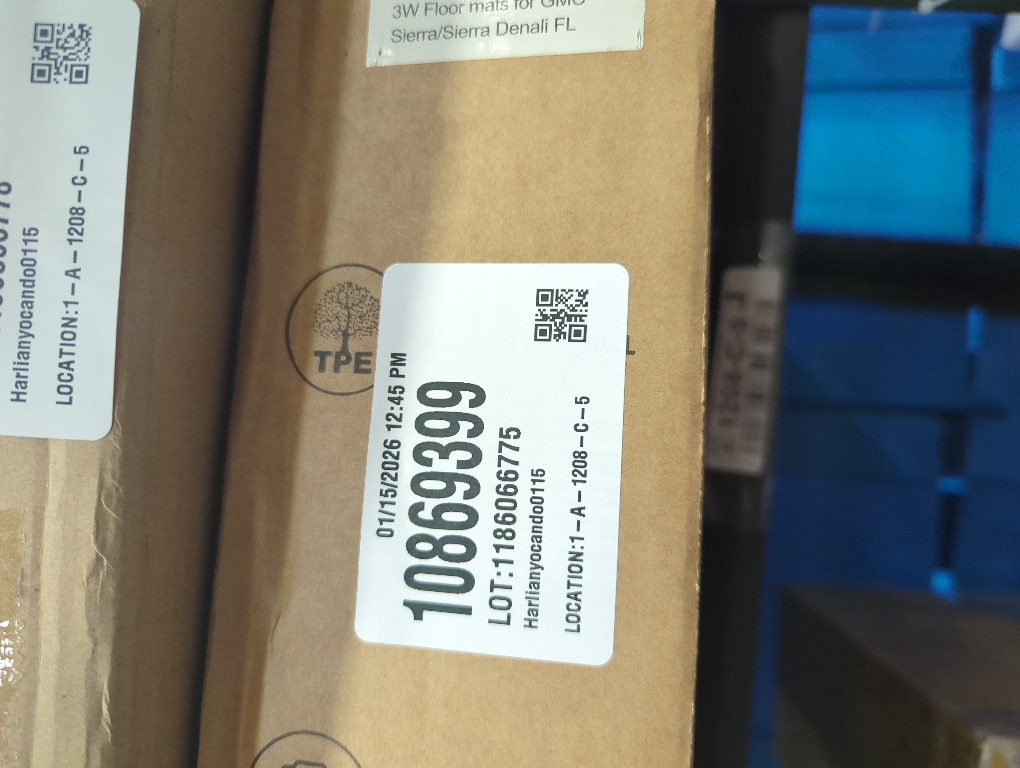 3W Floor mats for GMC
Sierra/Sierra Denali FL
Harlianyocando0115
LOCATION:1-A-1208-C-5
TPE
01/15/2026 12:45 PM
10869399
LOT:1186066775
Harlianyocando0115
LOCATION:1-A-1208-C-5